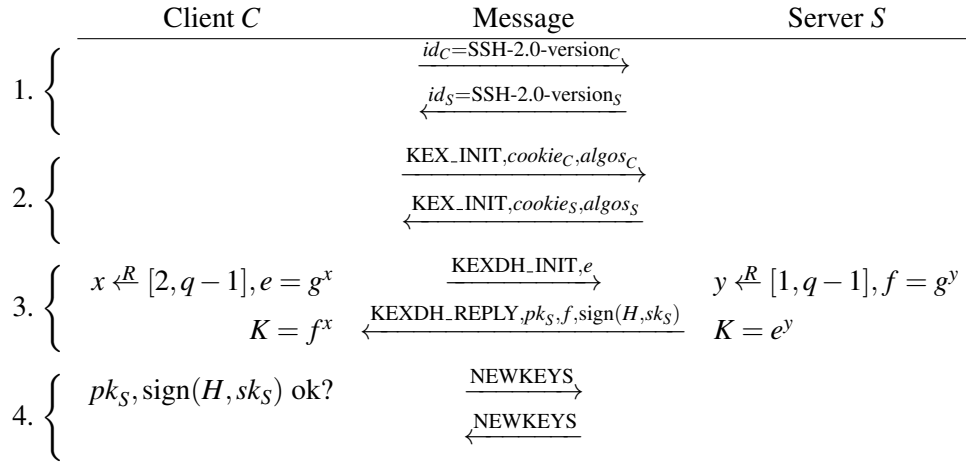 Client C Message Server S
1. id_C=SSH-2.0-version_C
id_S=SSH-2.0-version_S
2. KEX_INIT,cookie_C,algos_C
KEX_INIT,cookie_S,algos_S
3. x ↞R [2, q − 1], e = g^x KEXDH_INIT,e y ↞R [1, q − 1], f = g^y
K = f^x KEXDH_REPLY,pk_S,f,sign(H,sk_S) K = e^y
4. pk_S, sign(H, sk_S) ok? NEWKEYS
NEWKEYS